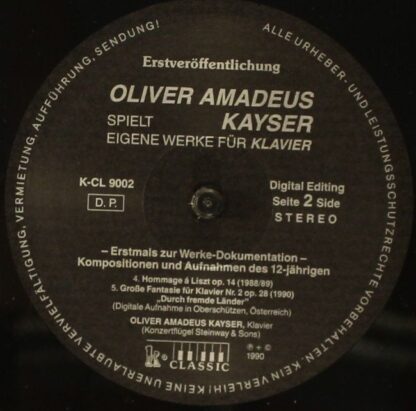 ALLE URHEBER- UND LEISTUNGSSCHUTZRECHTE VORBEHALTEN. KEIN VERLEIH! KEINE UNERLAUBTE VERVIELFÄLTIGUNG, VERMIETUNG, AUFFÜHRUNG, SENDUNG!
Erstveröffentlichung
OLIVER AMADEUS
SPIELT KAYSER
EIGENE WERKE FÜR KLAVIER
K-CL 9002
D. P.
Digital Editing
Seite 2 Side
STEREO
– Erstmals zur Werke-Dokumentation –
Kompositionen und Aufnahmen des 12-jährigen
4. Hommage á Liszt op. 14 (1988/89)
5. Große Fantasie für Klavier Nr. 2 op. 28 (1990)
„Durch fremde Länder"
(Digitale Aufnahme in Oberschützen, Österreich)
OLIVER AMADEUS KAYSER, Klavier
(Konzertflügel Steinway & Sons)
k
CLASSIC
℗ + ©
1990